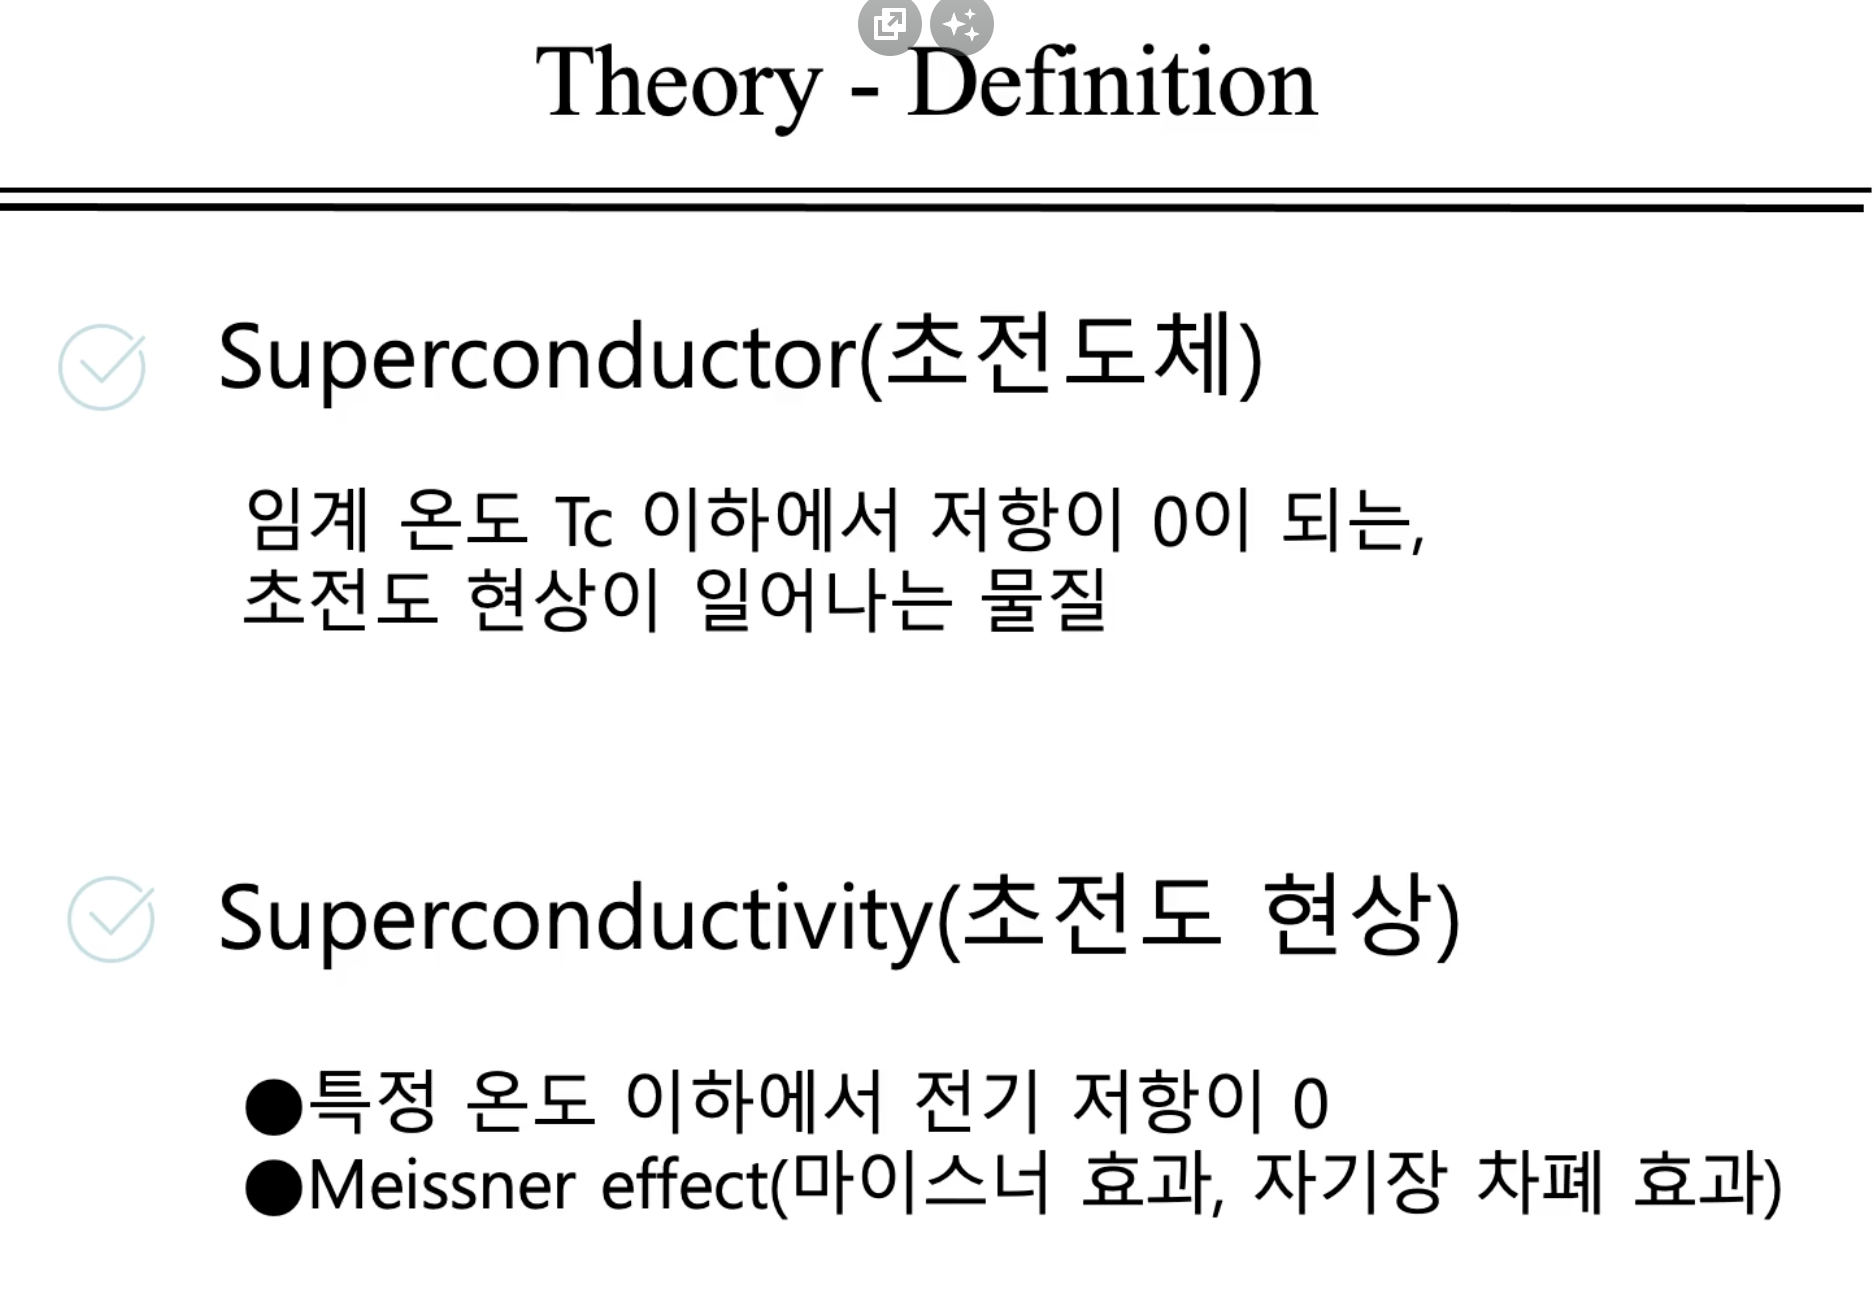 Theory - Definition
Superconductor(초전도체)
임계 온도 Tc 이하에서 저항이 0이 되는,
초전도 현상이 일어나는 물질
Superconductivity(초전도 현상)
●특정 온도 이하에서 전기 저항이 0
●Meissner effect(마이스너 효과, 자기장 차폐 효과)